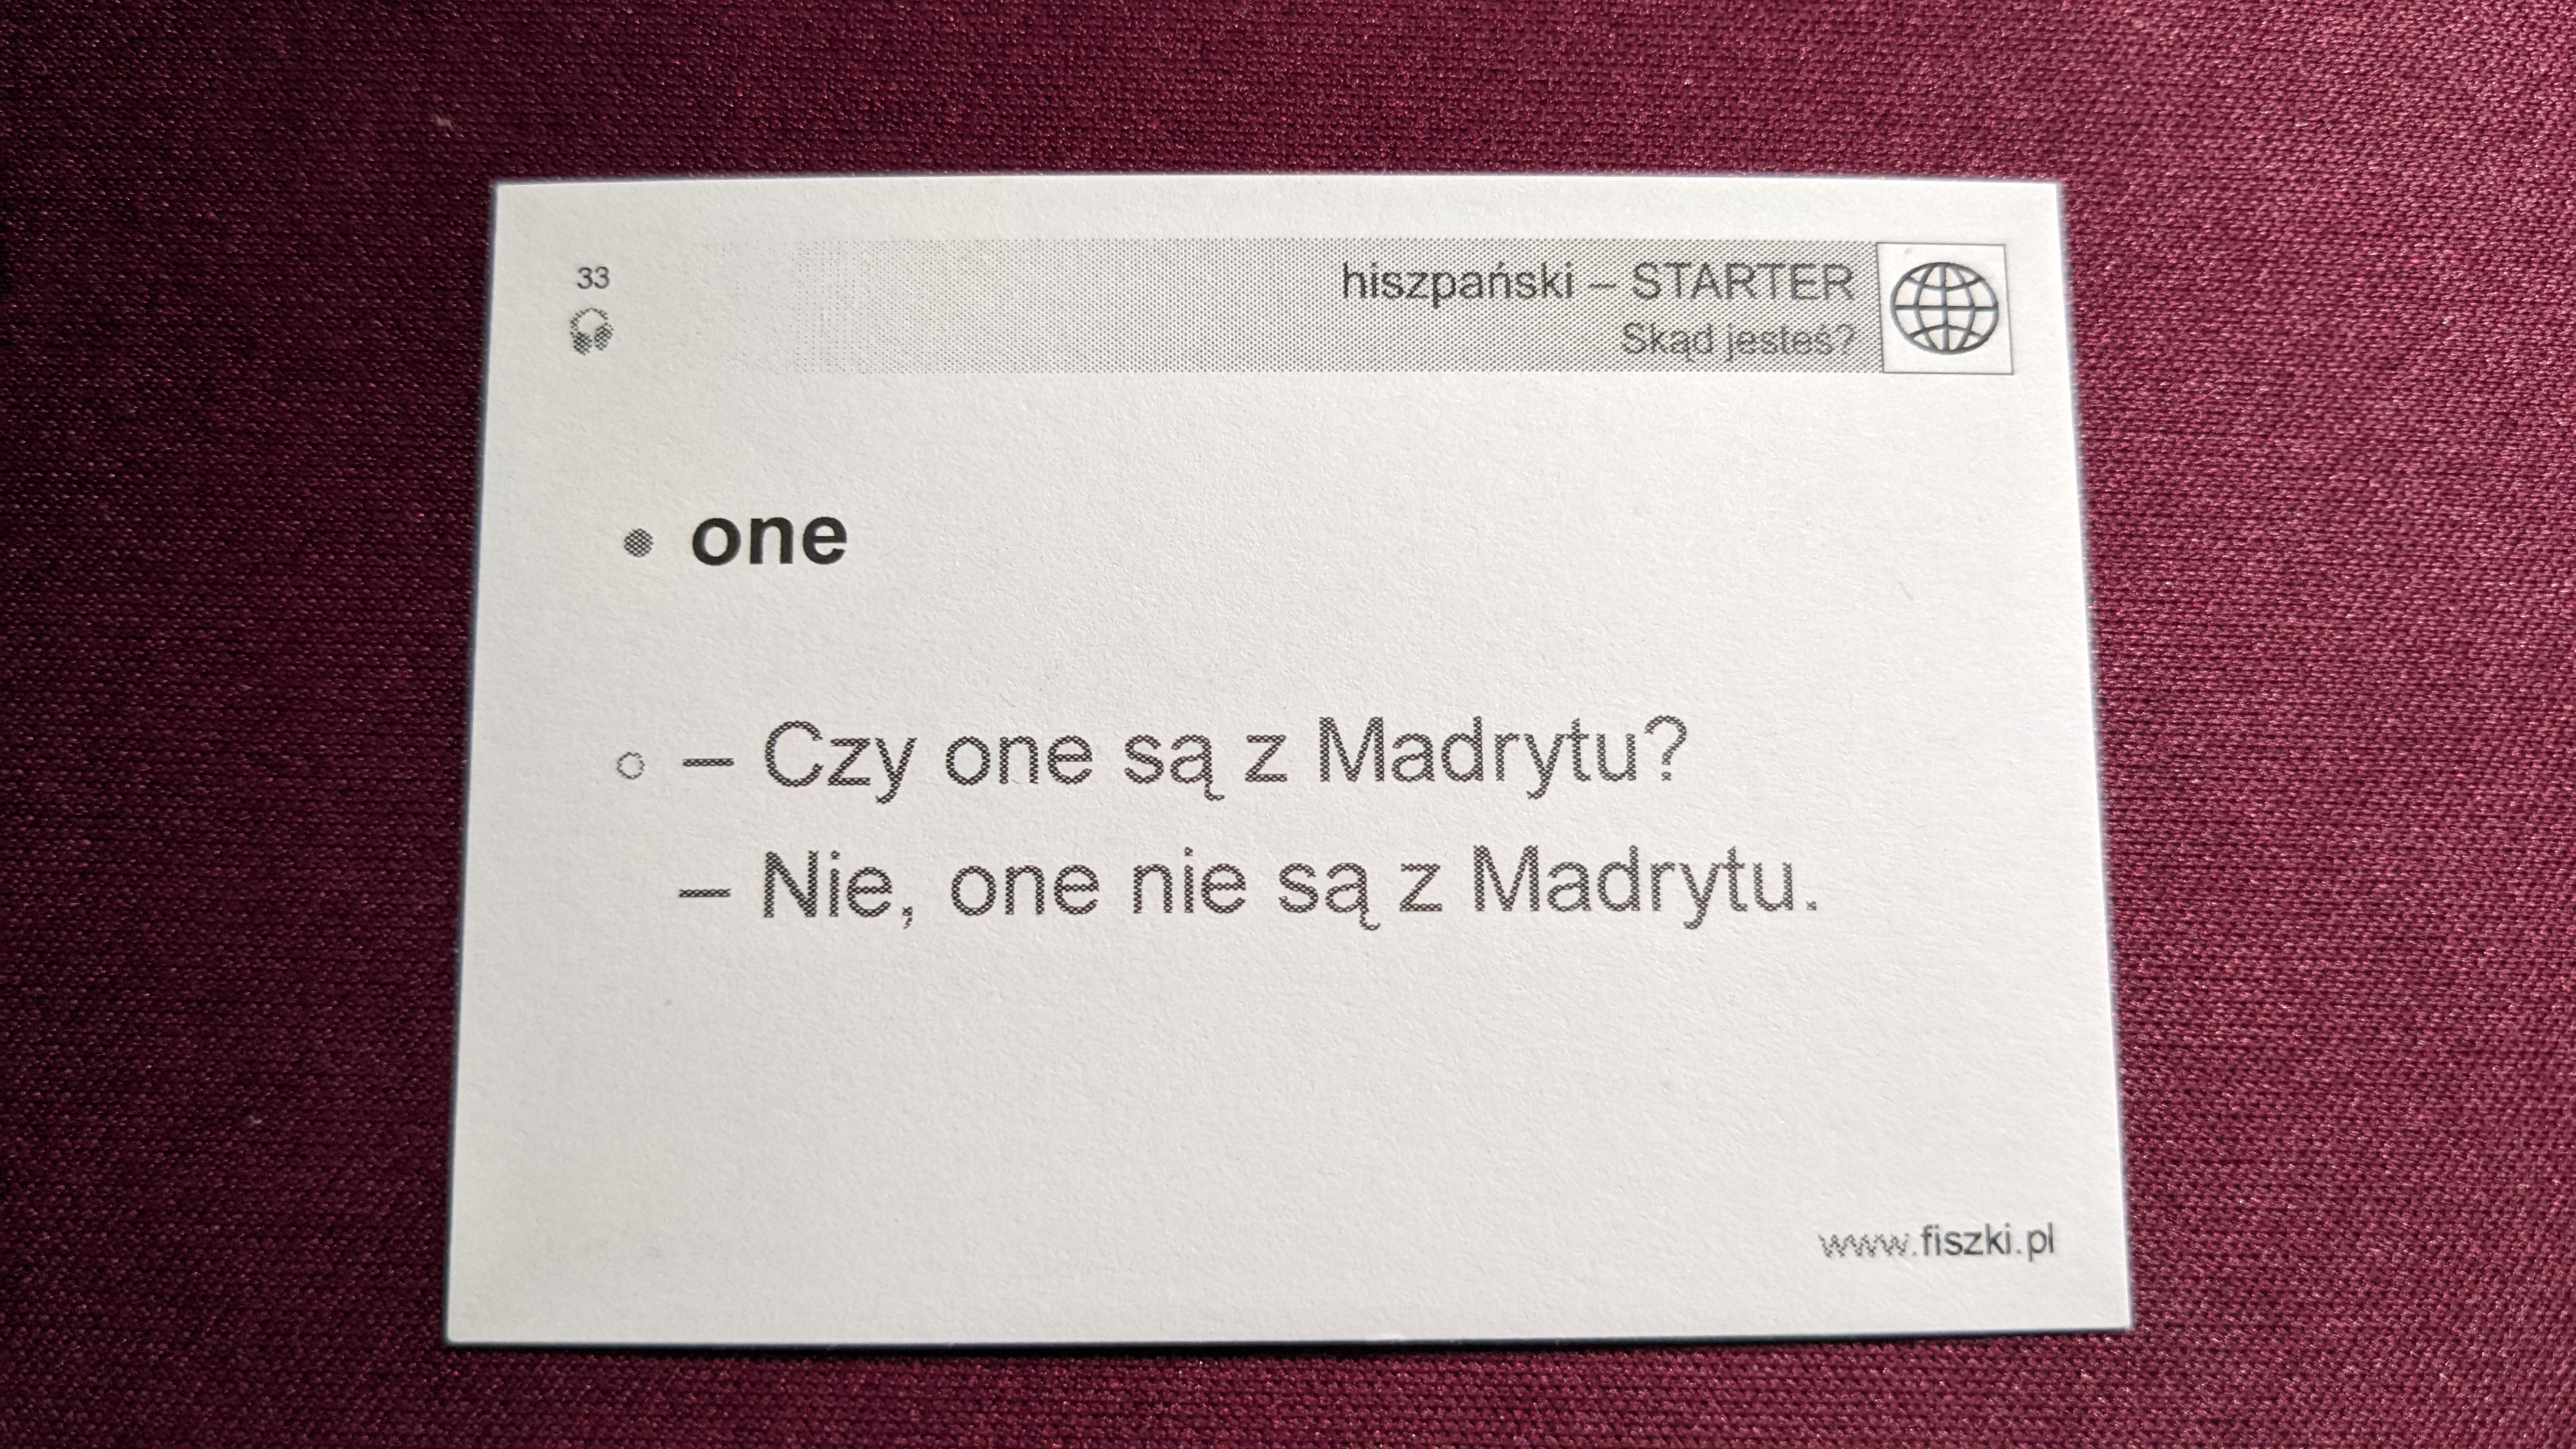 33
hiszpański – STARTER
Skąd jesteś?
• one
○ – Czy one są z Madrytu?
– Nie, one nie są z Madrytu.
www.fiszki.pl